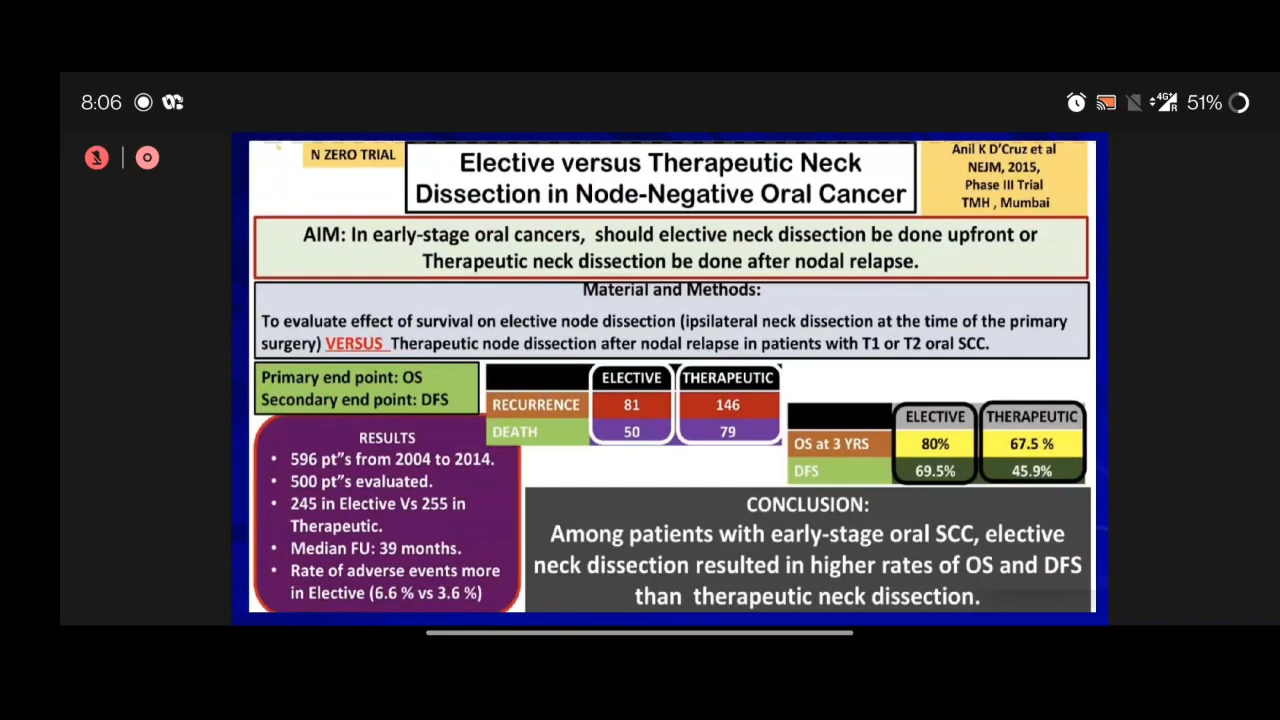 8:06
4G+
R
51%
N ZERO TRIAL
Elective versus Therapeutic Neck
Dissection in Node-Negative Oral Cancer
Anil K D'Cruz et al
NEJM, 2015,
Phase III Trial
TMH , Mumbai
AIM: In early-stage oral cancers, should elective neck dissection be done upfront or
Therapeutic neck dissection be done after nodal relapse.
Material and Methods:
To evaluate effect of survival on elective node dissection (ipsilateral neck dissection at the time of the primary
surgery) VERSUS Therapeutic node dissection after nodal relapse in patients with T1 or T2 oral SCC.
Primary end point: OS
Secondary end point: DFS
ELECTIVE THERAPEUTIC
RECURRENCE 81 146
DEATH 50 79
ELECTIVE THERAPEUTIC
OS at 3 YRS 80% 67.5 %
DFS 69.5% 45.9%
RESULTS
• 596 pt"s from 2004 to 2014.
• 500 pt"s evaluated.
• 245 in Elective Vs 255 in
Therapeutic.
• Median FU: 39 months.
• Rate of adverse events more
in Elective (6.6 % vs 3.6 %)
CONCLUSION:
Among patients with early-stage oral SCC, elective
neck dissection resulted in higher rates of OS and DFS
than therapeutic neck dissection.